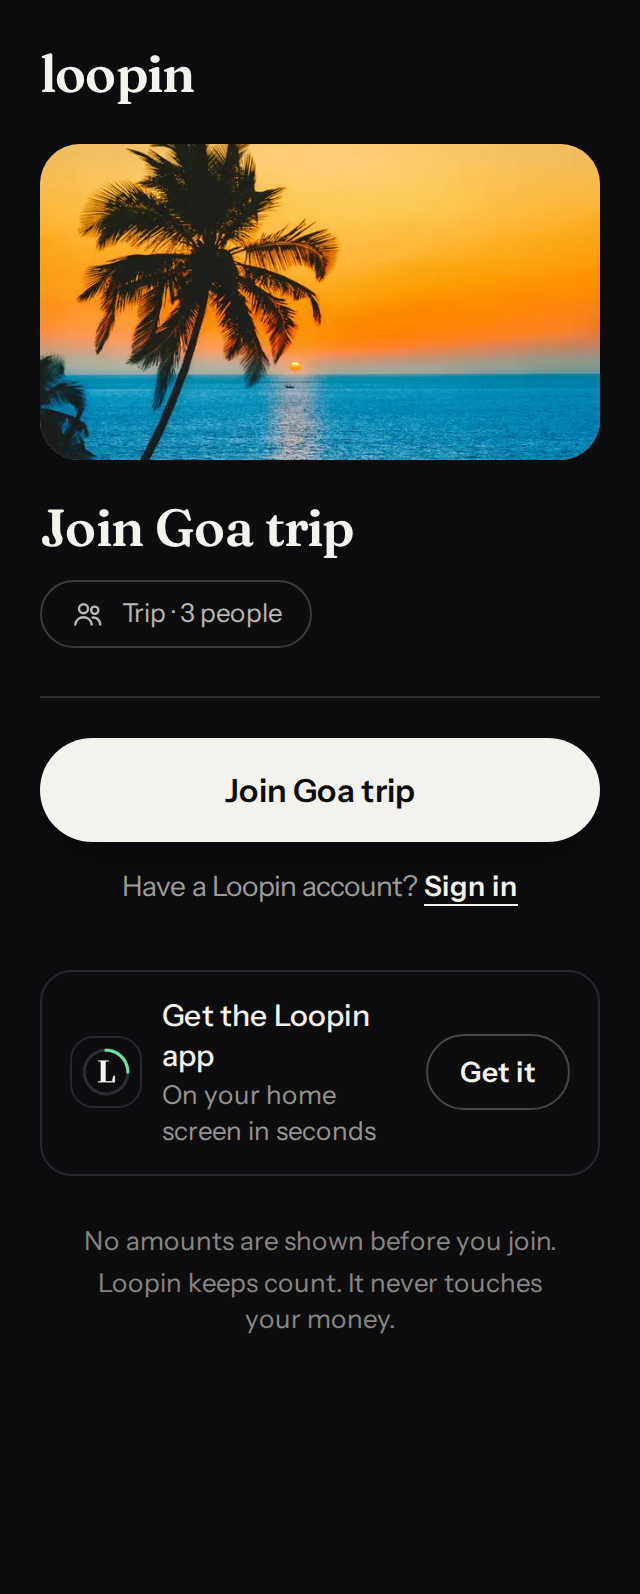 loopin
Join Goa trip
Trip · 3 people
Join Goa trip
Have a Loopin account? Sign in
Get the Loopin
app
On your home
screen in seconds
L
Get it
No amounts are shown before you join.
Loopin keeps count. It never touches
your money.